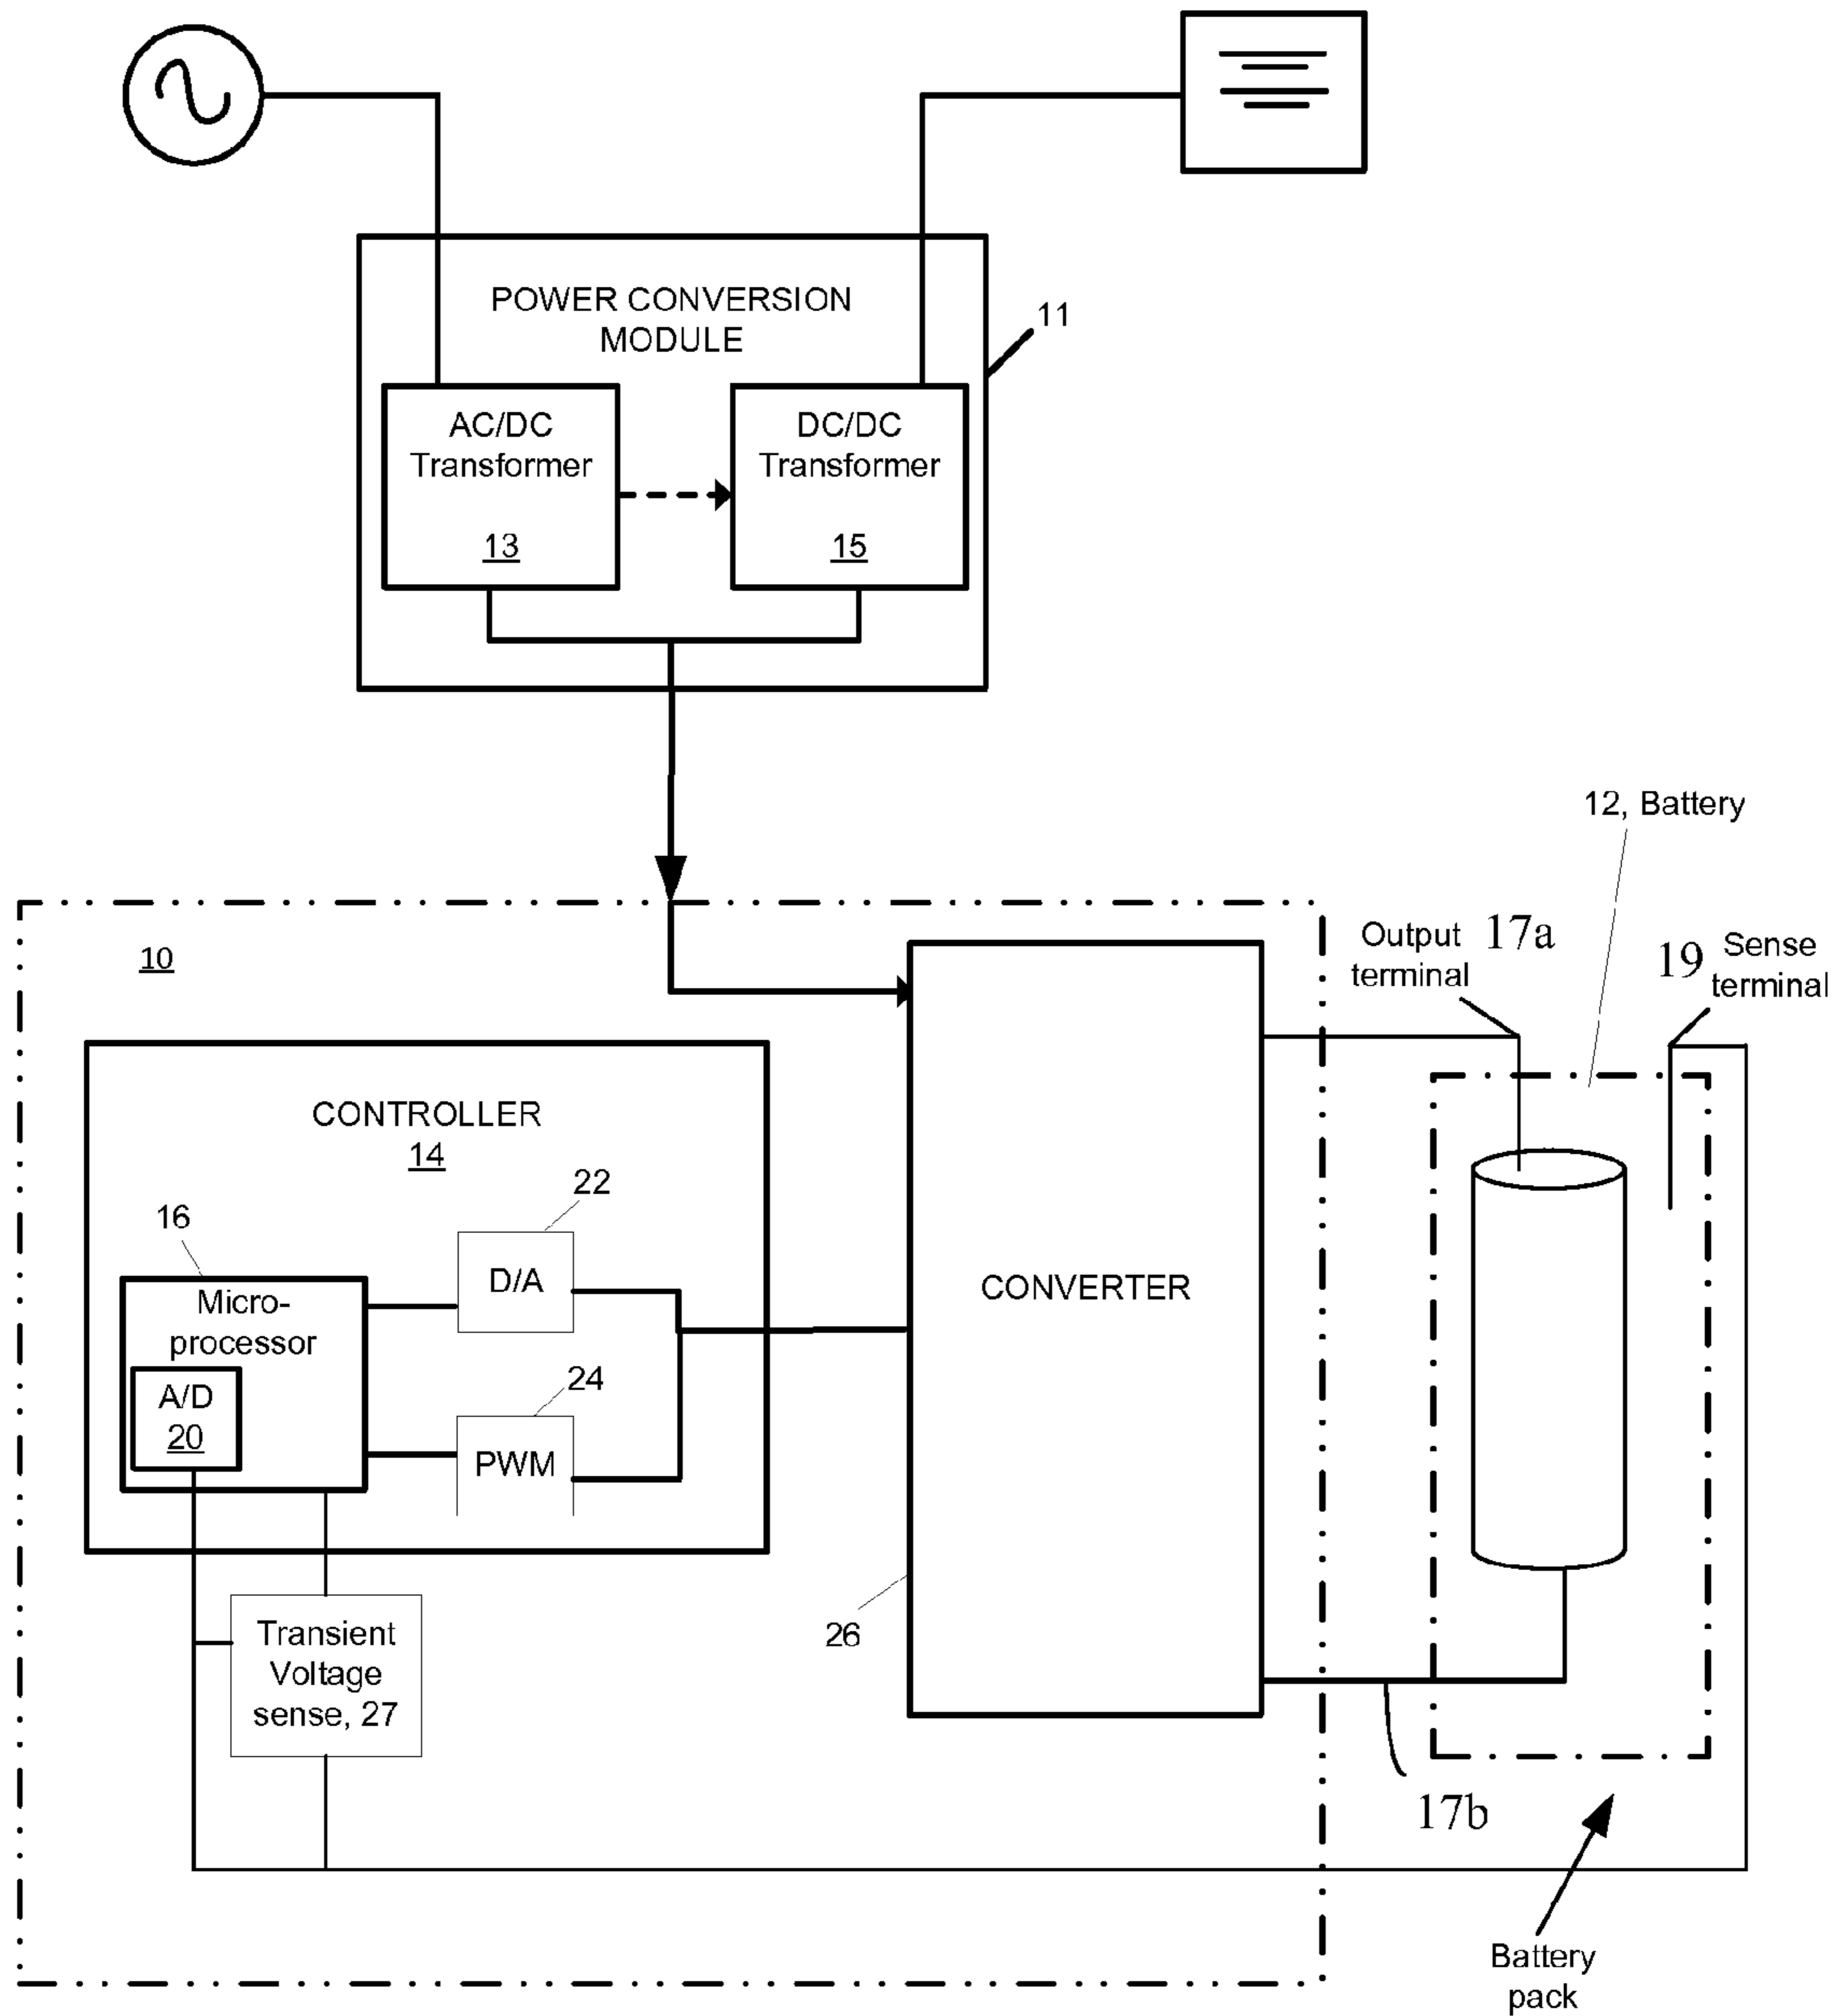 POWER CONVERSION
MODULE
11
AC/DC
Transformer
13
DC/DC
Transformer
15
12, Battery
10
Output
terminal
17a
19
Sense
terminal
CONTROLLER
14
22
16
D/A
Micro-
processor
CONVERTER
24
A/D
20
PWM
26
Transient
Voltage
sense, 27
17b
Battery
pack